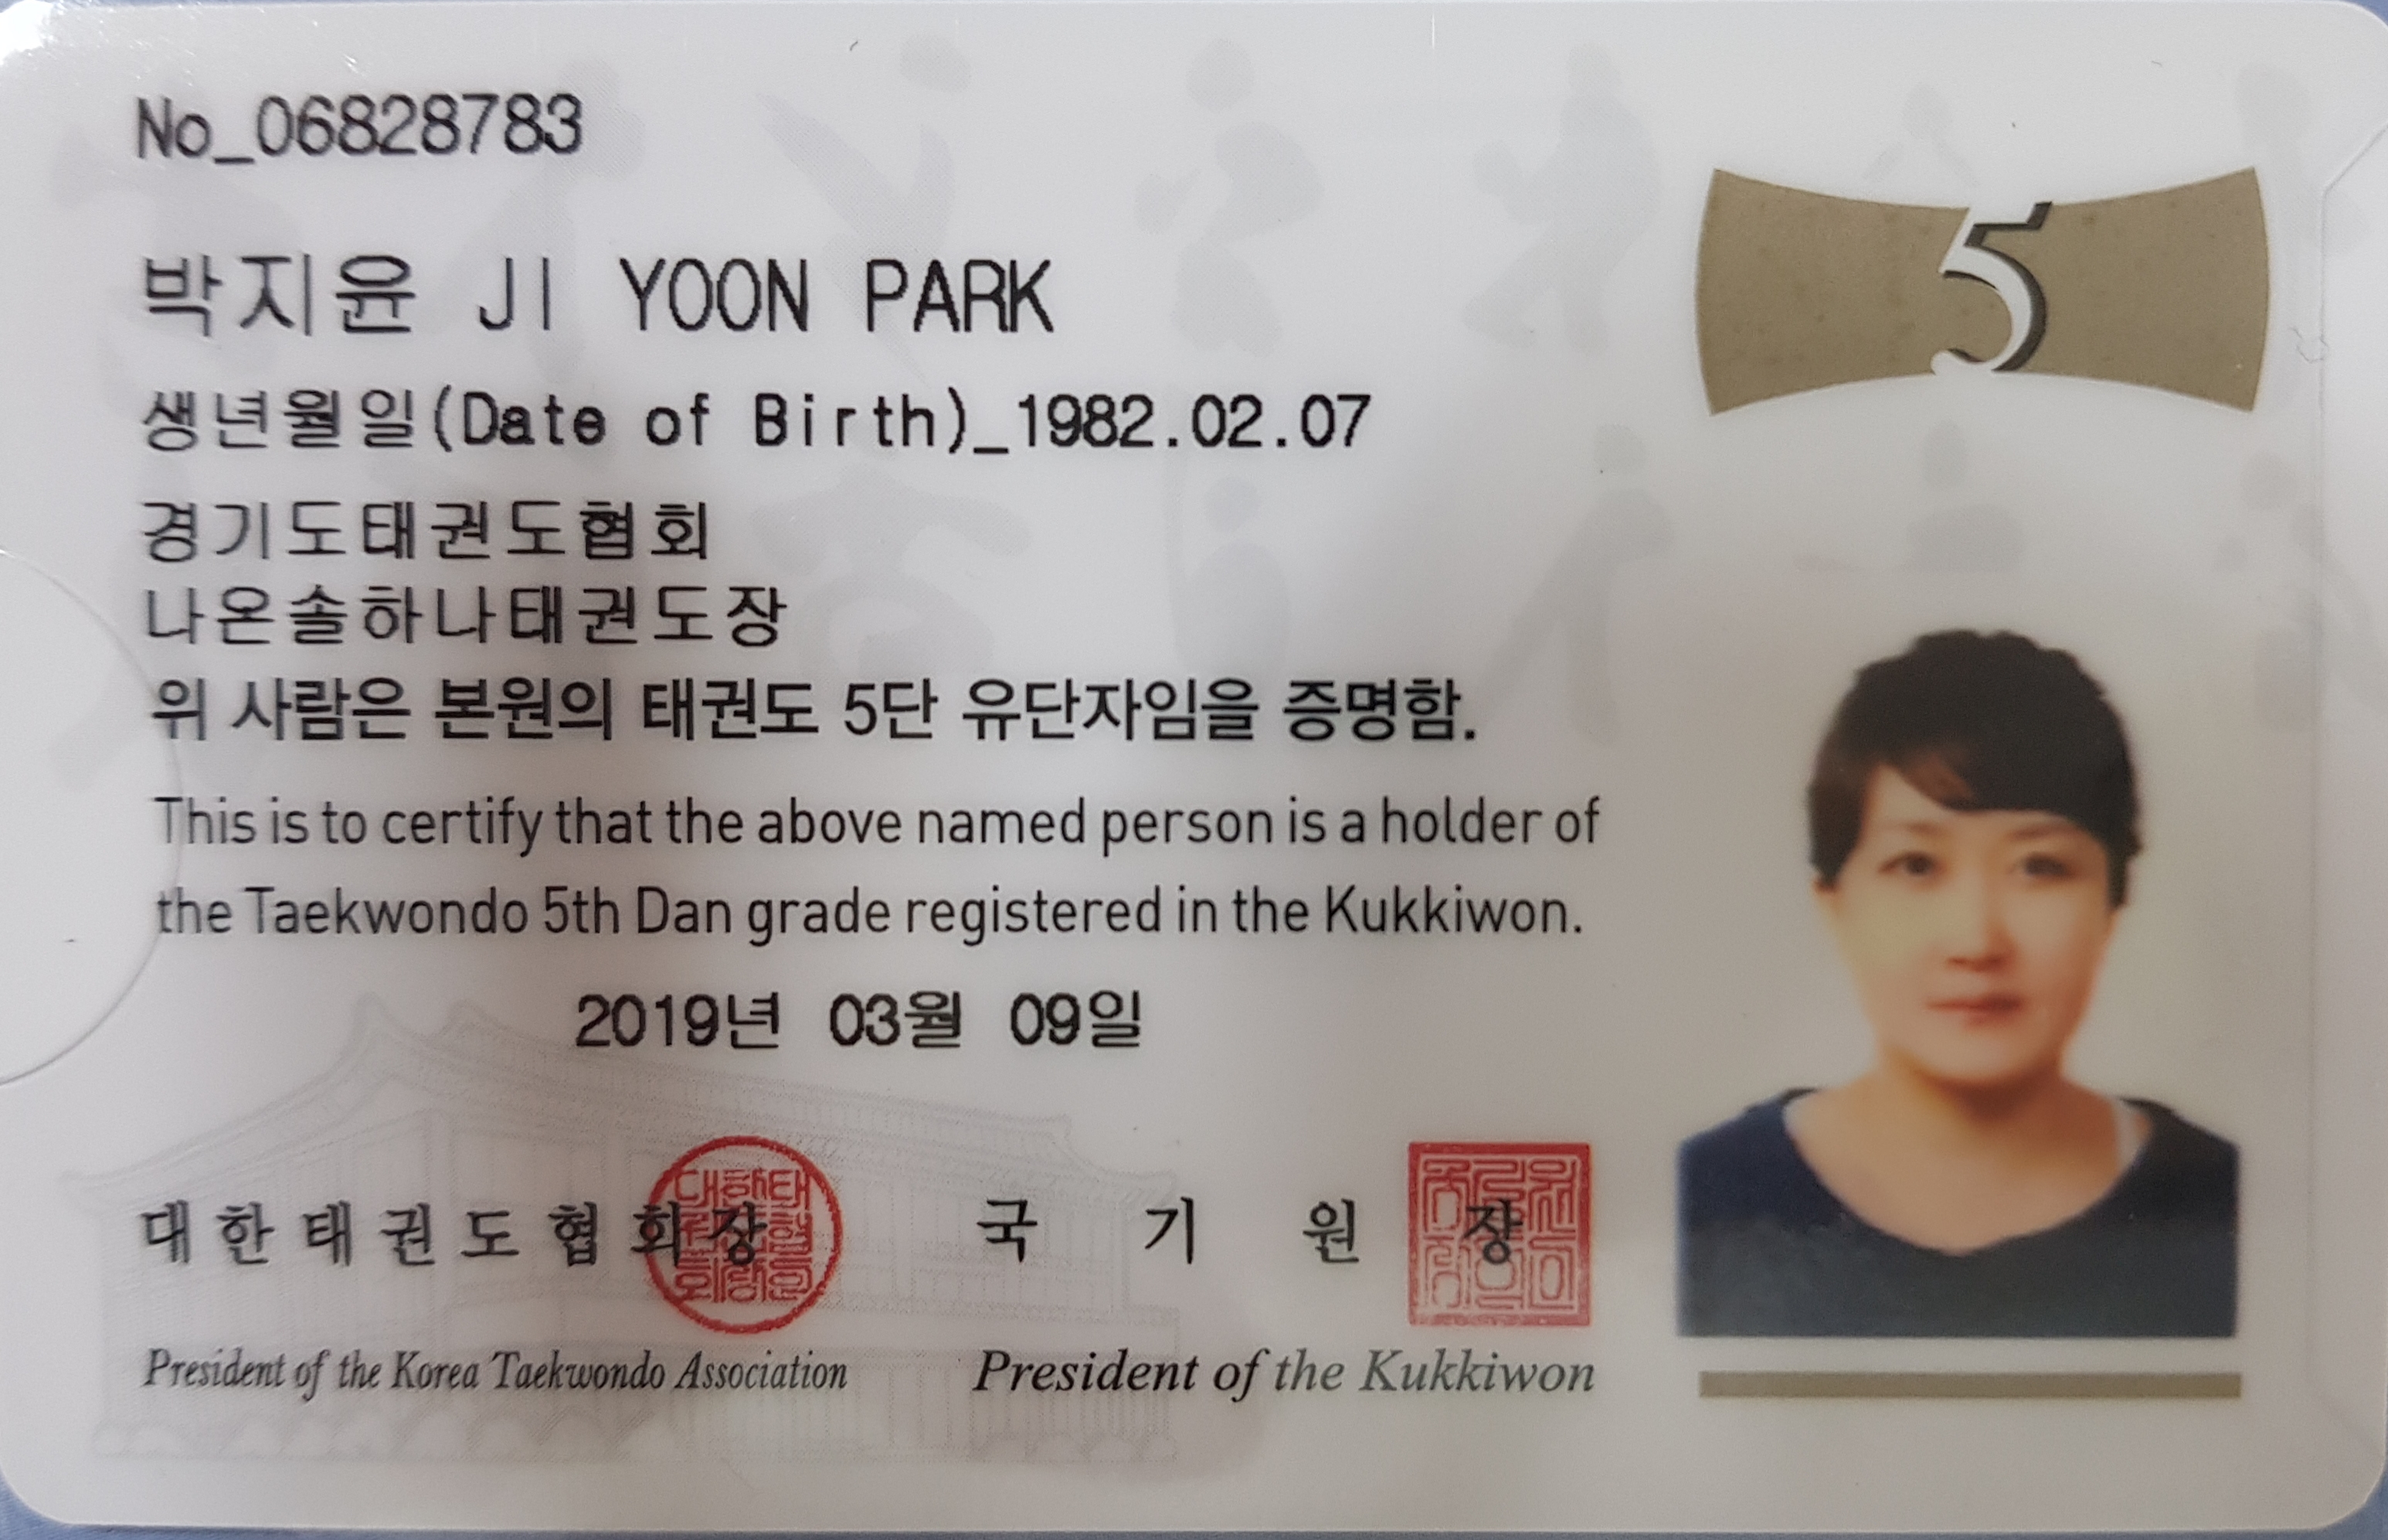 No_06828783
5
박지윤 JI YOON PARK
생년월일(Date of Birth)_1982.02.07
경기도태권도협회
나온솔하나태권도장
위 사람은 본원의 태권도 5단 유단자임을 증명함.
This is to certify that the above named person is a holder of
the Taekwondo 5th Dan grade registered in the Kukkiwon.
2019년 03월 09일
대한태권도협회장 국기원장
President of the Korea Taekwondo Association President of the Kukkiwon